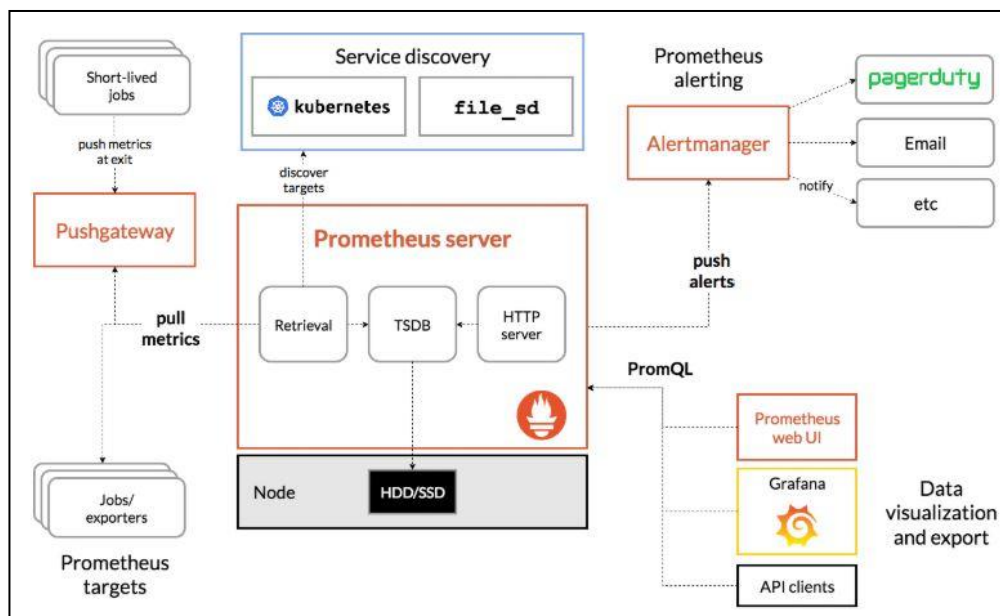 Short-lived
jobs
push metrics
at exit
Pushgateway
Service discovery
kubernetes
file_sd
discover
targets
Prometheus
alerting
Alertmanager
pagerduty
Email
notify
etc
Prometheus server
Retrieval
TSDB
HTTP
server
pull
metrics
push
alerts
Node
HDD/SSD
Jobs/
exporters
Prometheus
targets
PromQL
Prometheus
web UI
Grafana
API clients
Data
visualization
and export